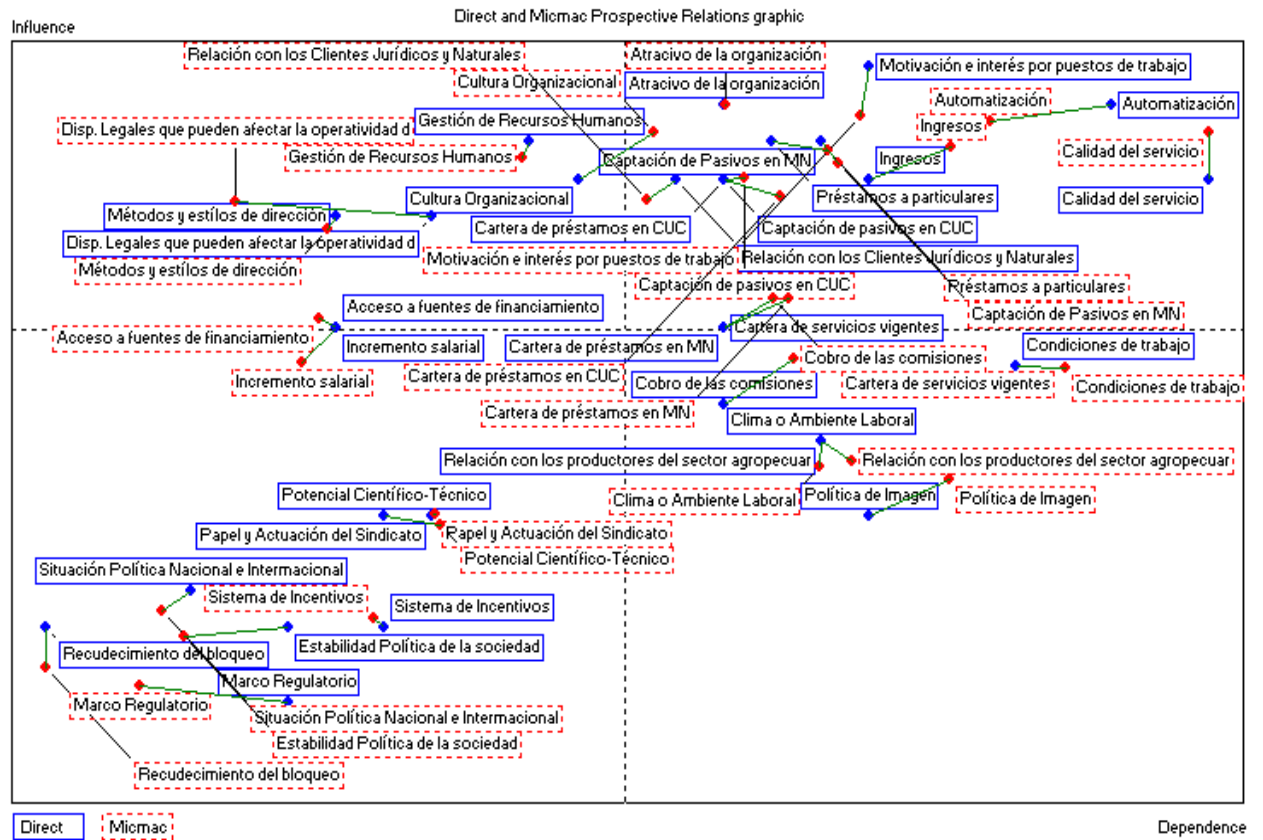 Direct and Micmac Prospective Relations graphic
Influence
Relación con los Clientes Jurídicos y Naturales
Atracivo de la organización
Motivación e interés por puestos de trabajo
Cultura Organizacional
Atracivo de la organización
Automatización
Automatización
Gestión de Recursos Humanos
Ingresos
Disp. Legales que pueden afectar la operatividad d
Gestión de Recursos Humanos
Captación de Pasivos en MN
Ingresos
Calidad del servicio
Cultura Organizacional
Préstamos a particulares
Calidad del servicio
Métodos y estílos de dirección
Cartera de préstamos en CUC
Captación de pasivos en CUC
Disp. Legales que pueden afectar la operatividad d
Motivación e interés por puestos de trabajo
Relación con los Clientes Jurídicos y Naturales
Métodos y estílos de dirección
Captación de pasivos en CUC
Préstamos a particulares
Acceso a fuentes de financiamiento
Captación de Pasivos en MN
Cartera de servicios vigentes
Acceso a fuentes de financiamiento
Incremento salarial
Cartera de préstamos en MN
Condiciones de trabajo
Cobro de las comisiones
Incremento salarial
Cartera de préstamos en CUC
Cobro de las comisiones
Cartera de servicios vigentes
Condiciones de trabajo
Cartera de préstamos en MN
Clima o Ambiente Laboral
Relación con los productores del sector agropecuar
Relación con los productores del sector agropecuar
Potencial Científico-Técnico
Clima o Ambiente Laboral
Política de Imagen
Política de Imagen
Papel y Actuación del Sindicato
Papel y Actuación del Sindicato
Potencial Científico-Técnico
Situación Política Nacional e Internacional
Sistema de Incentivos
Sistema de Incentivos
Estabilidad Política de la sociedad
Recudecimiento del bloqueo
Marco Regulatorio
Marco Regulatorio
Situación Política Nacional e Internacional
Estabilidad Política de la sociedad
Recudecimiento del bloqueo
Direct
Micmac
Dependence